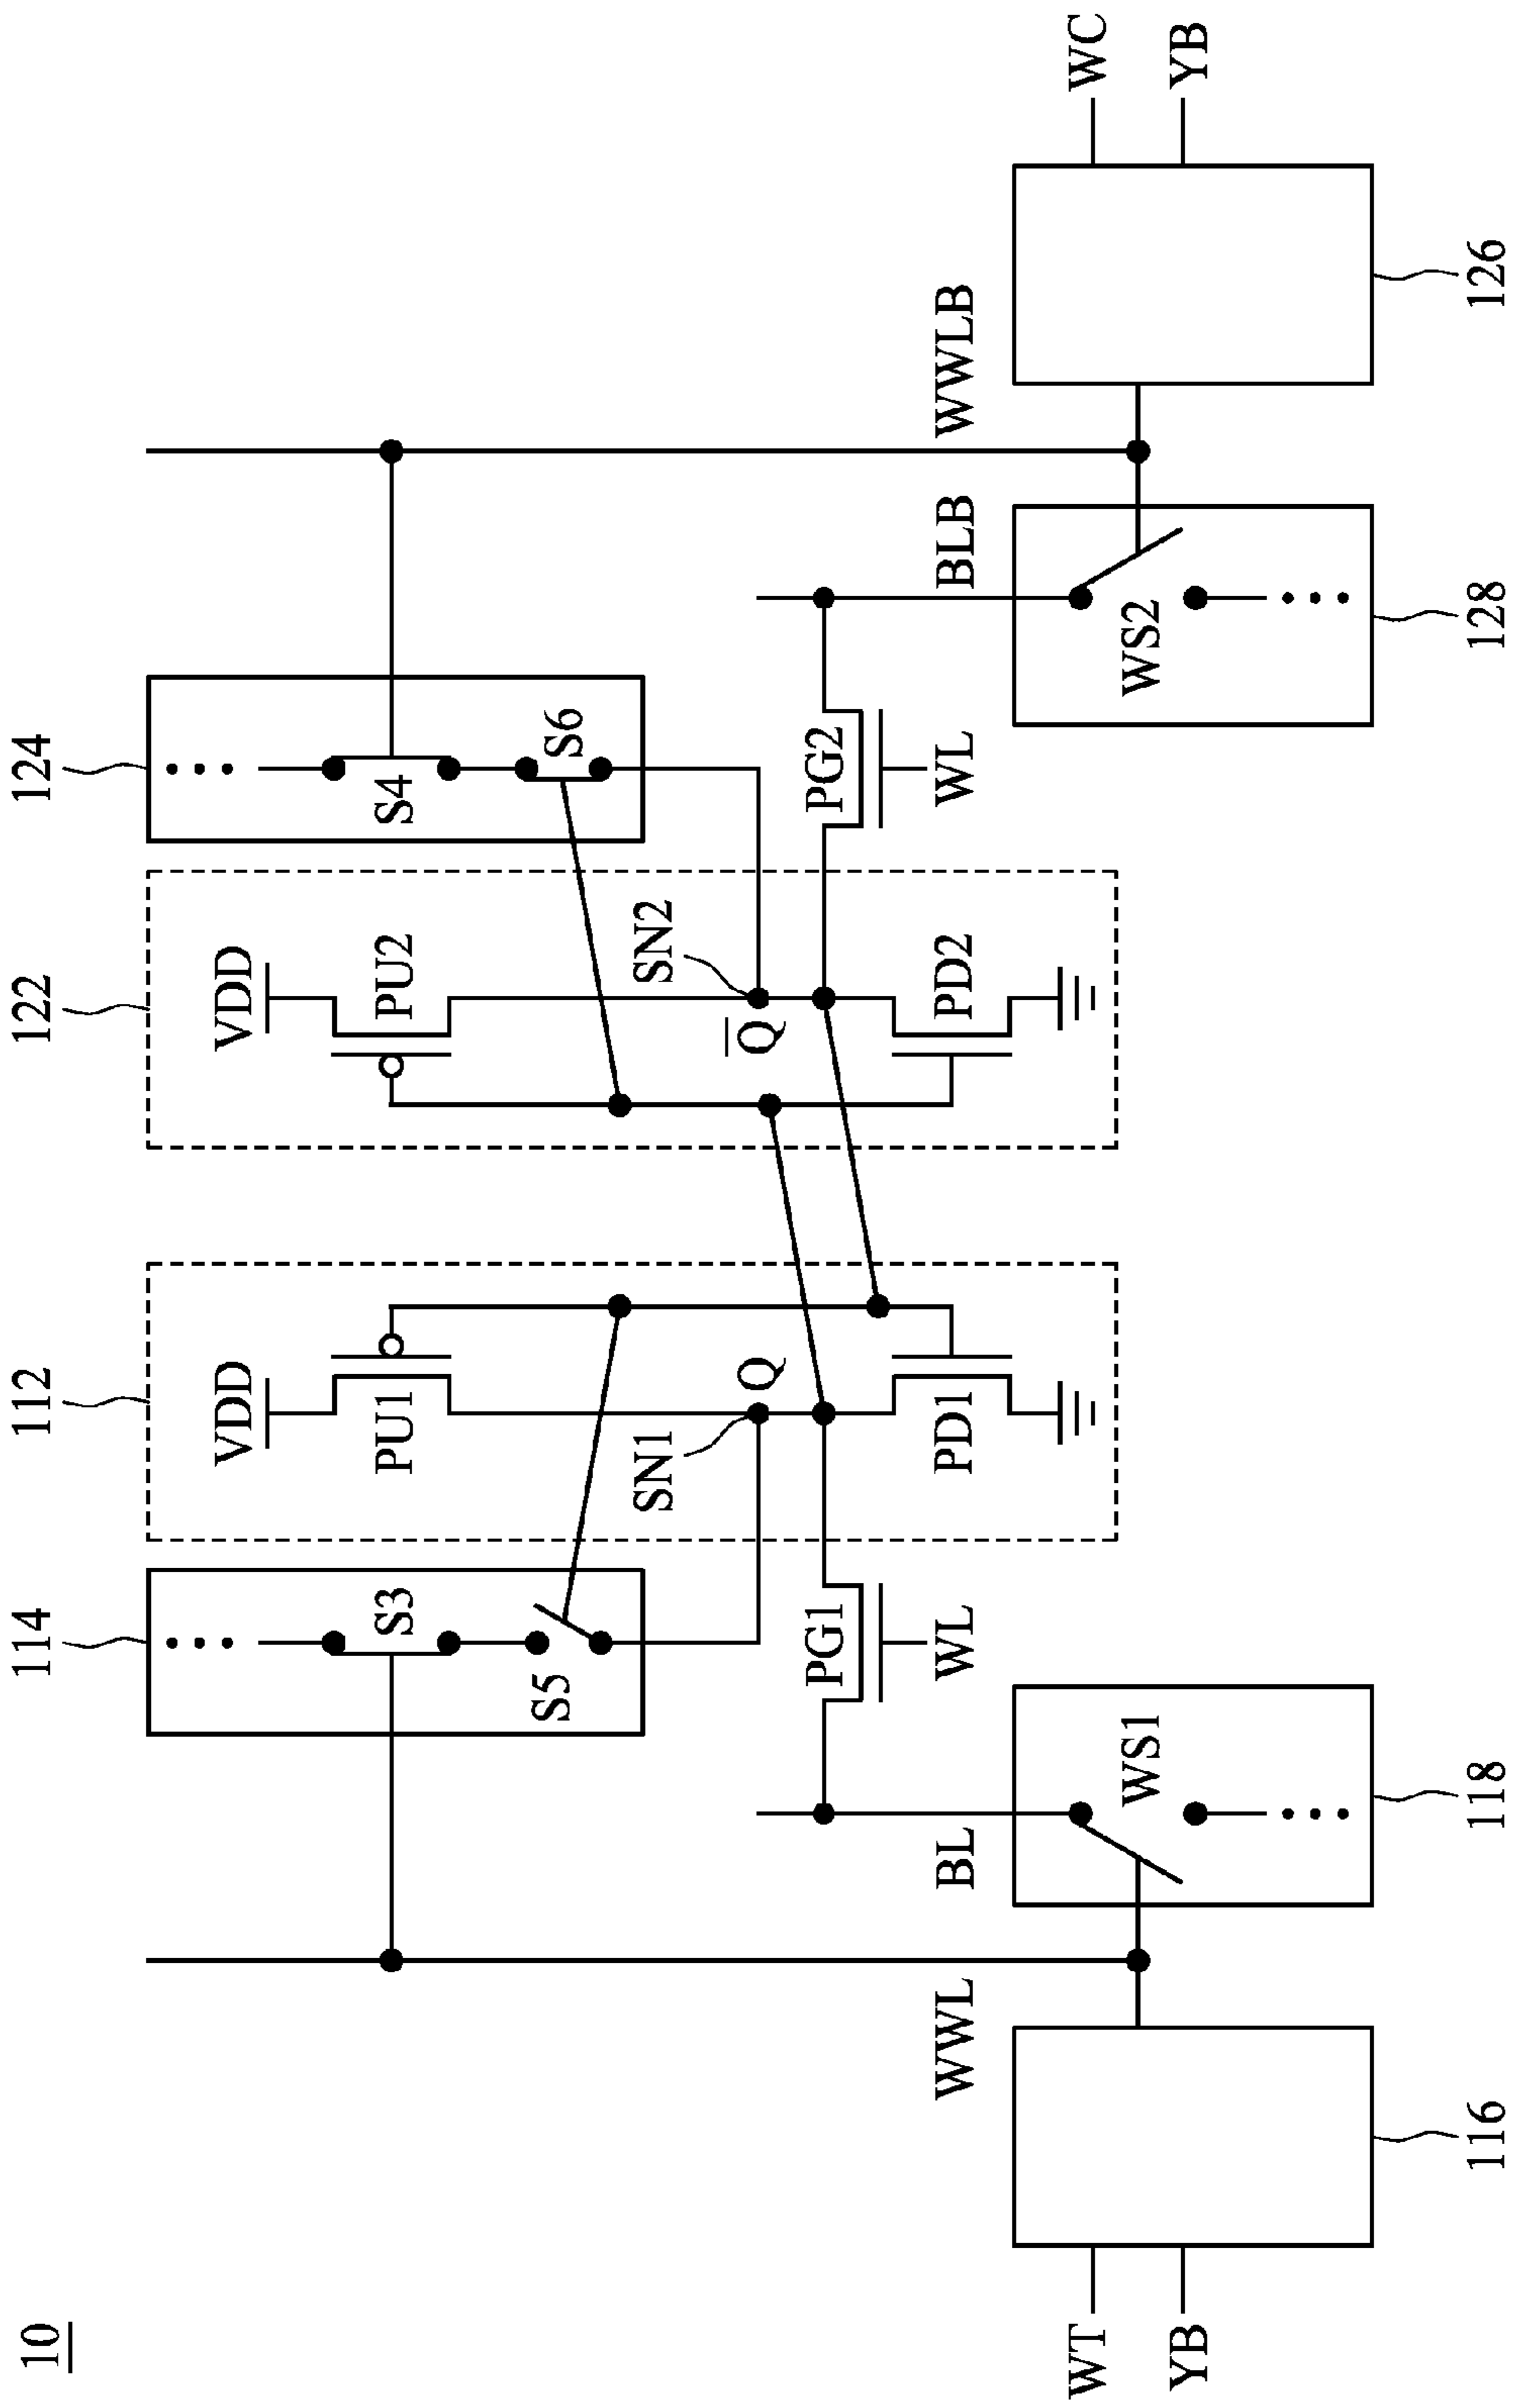 10
114
112
122
124
VDD
VDD
S3
PU1
PU2
S4
S5
S6
SN1
SN2
Q
Q̅
PG1
PG2
WWL
BL
WL
PD1
PD2
WL
BLB
WWLB
WT
YB
WS1
WS2
WC
YB
116
118
128
126